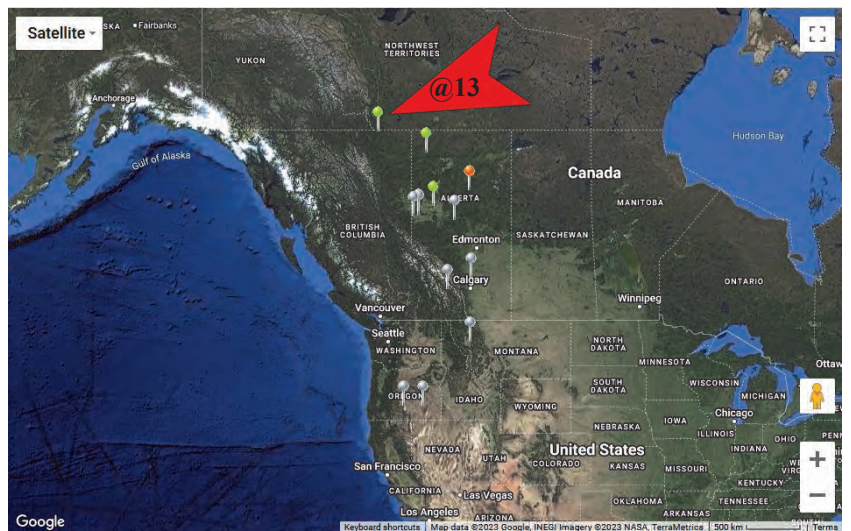 Satellite
SKA
Fairbanks
NORTHWEST
TERRITORIES
YUKON
@13
Anchorage
Hudson Bay
Gulf of Alaska
Canada
ALBERTA
MANITOBA
BRITISH
COLUMBIA
SASKATCHEWAN
Edmonton
ONTARIO
Calgary
Winnipeg
Vancouver
Seattle
WASHINGTON
NORTH
DAKOTA
MONTANA
MINNESOTA
Ottaw
SOUTH
DAKOTA
WISCONSIN
OREGON
IDAHO
MICHIGAN
WYOMING
Chicago
IOWA
NEBRASKA
ILLINOIS
OHIO
PEN
NEVADA
United States
INDIANA
UTAH
COLORADO
KANSAS
MISSOURI
San Francisco
KENTUCKY
CALIFORNIA
Las Vegas
OKLAHOMA
TENNESSEE
Los Angeles
ARIZONA
ARKANSAS
Google
Keyboard shortcuts
Map data ©2023 Google, INEGI Imagery ©2023 NASA, TerraMetrics
500 km
Terms